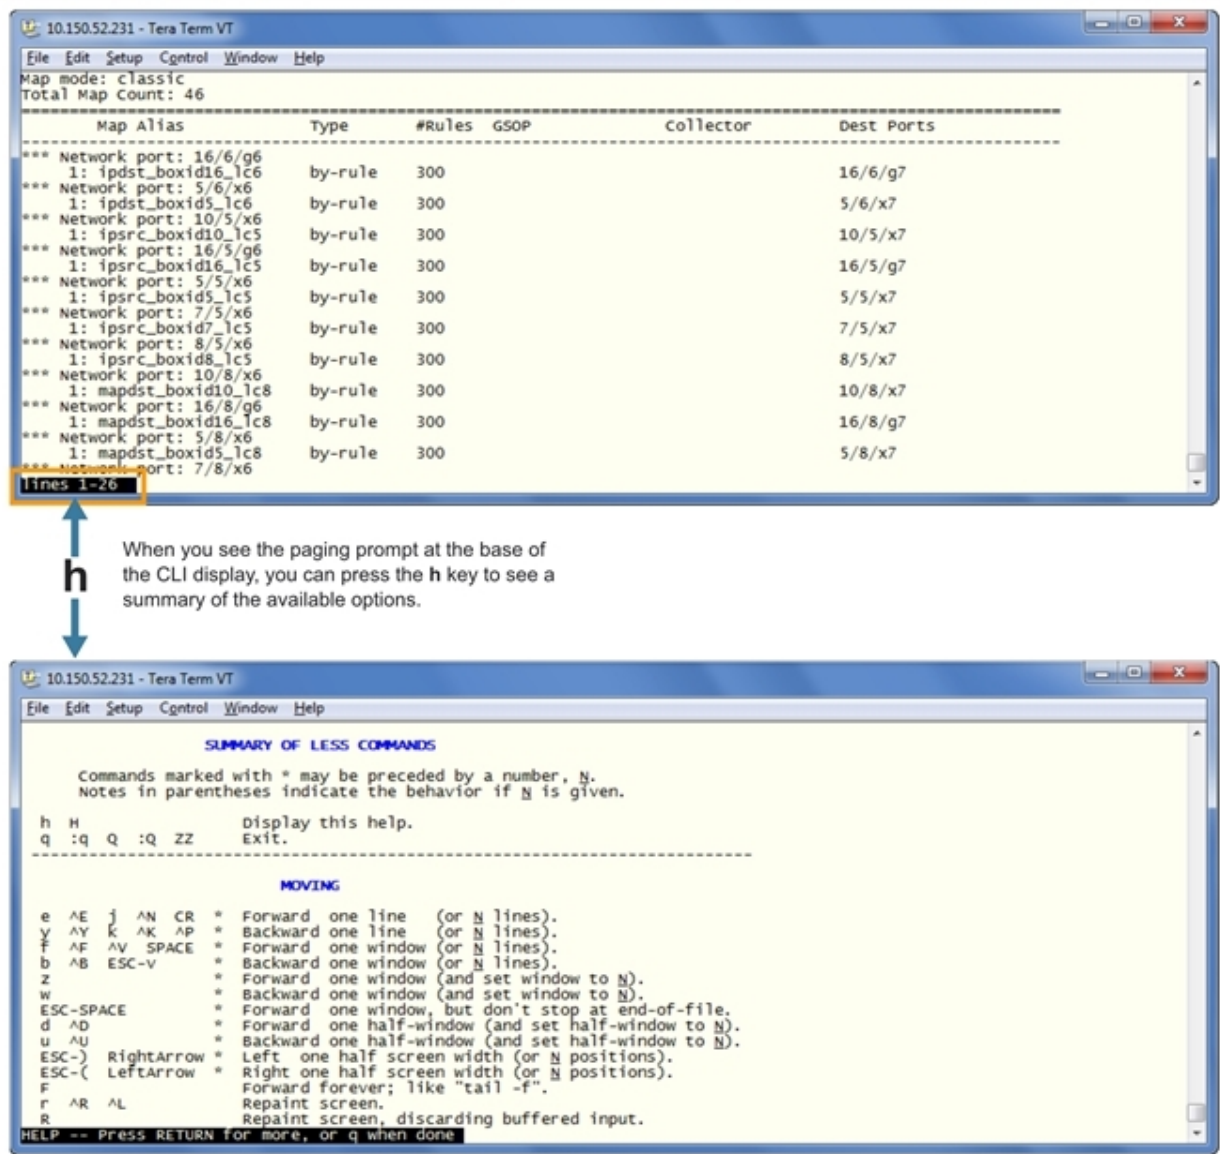 10.150.52.231 - Tera Term VT
File Edit Setup Control Window Help
Map mode: classic
Total Map Count: 46
================================================================
Map Alias Type #Rules GSOP Collector Dest Ports
----------------------------------------------------------------
*** Network port: 16/6/g6
1: ipdst_boxid16_lc6 by-rule 300 16/6/g7
*** Network port: 5/6/x6
1: ipdst_boxid5_lc6 by-rule 300 5/6/x7
*** Network port: 10/5/x6
1: ipsrc_boxid10_lc5 by-rule 300 10/5/x7
*** Network port: 16/5/g6
1: ipsrc_boxid16_lc5 by-rule 300 16/5/g7
*** Network port: 5/5/x6
1: ipsrc_boxid5_lc5 by-rule 300 5/5/x7
*** Network port: 7/5/x6
1: ipsrc_boxid7_lc5 by-rule 300 7/5/x7
*** Network port: 8/5/x6
1: ipsrc_boxid8_lc5 by-rule 300 8/5/x7
*** Network port: 10/8/x6
1: mapdst_boxid10_lc8 by-rule 300 10/8/x7
*** Network port: 16/8/g6
1: mapdst_boxid16_lc8 by-rule 300 16/8/g7
*** Network port: 5/8/x6
1: mapdst_boxid5_lc8 by-rule 300 5/8/x7
*** Network port: 7/8/x6
lines 1-26
h
When you see the paging prompt at the base of
the CLI display, you can press the h key to see a
summary of the available options.
10.150.52.231 - Tera Term VT
File Edit Setup Control Window Help
SUMMARY OF LESS COMMANDS
Commands marked with * may be preceded by a number, N.
Notes in parentheses indicate the behavior if N is given.
h H Display this help.
q :q Q :Q ZZ Exit.
----------------------------------------------------------------
MOVING
e ^E j ^N CR * Forward one line (or N lines).
y ^Y k ^K ^P * Backward one line (or N lines).
f ^F ^V SPACE * Forward one window (or N lines).
b ^B ESC-v * Backward one window (or N lines).
z * Forward one window (and set window to N).
w * Backward one window (and set window to N).
ESC-SPACE * Forward one window, but don't stop at end-of-file.
d ^D * Forward one half-window (and set half-window to N).
u ^U * Backward one half-window (and set half-window to N).
ESC-) RightArrow * Left one half screen width (or N positions).
ESC-( LeftArrow * Right one half screen width (or N positions).
F Forward forever; like "tail -f".
r ^R ^L Repaint screen.
R Repaint screen, discarding buffered input.
HELP -- Press RETURN for more, or q when done